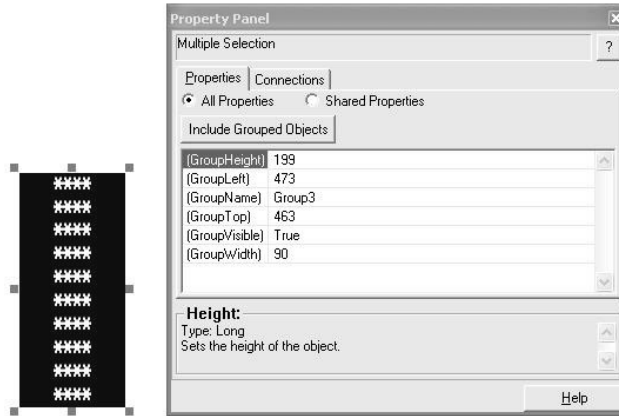 ****
****
****
****
****
****
****
****
****
****
Property Panel
Multiple Selection
?
Properties Connections
All Properties Shared Properties
Include Grouped Objects
(GroupHeight) 199
(GroupLeft) 473
(GroupName) Group3
(GroupTop) 463
(GroupVisible) True
(GroupWidth) 90
Height:
Type: Long
Sets the height of the object.
Help